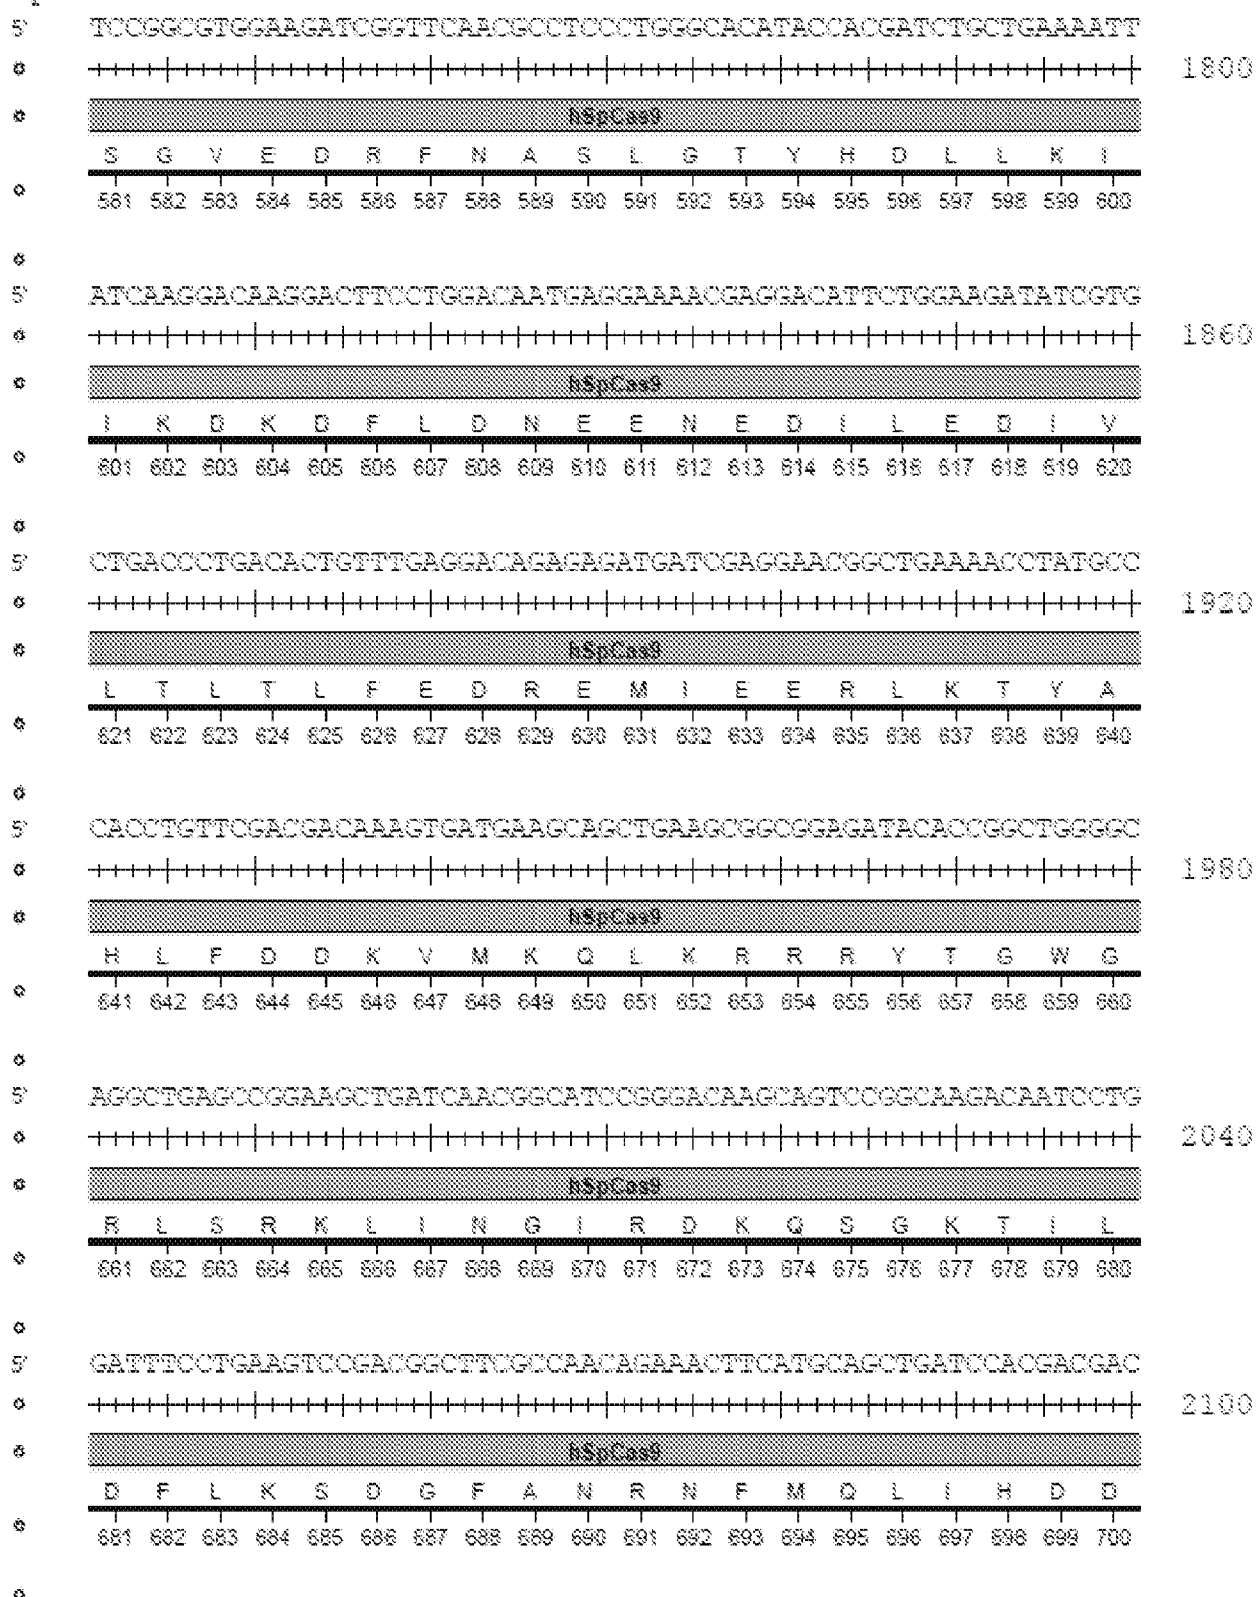 5' TCCGGCGTGGAAGATCGGTTCAACGCCTCCCTGGGCACATACCACGATCTGCTGAAAATT
1800
hSpCas9
S G V E D R F N A S L G T Y H D L L K I
581 582 583 584 585 586 587 588 589 590 591 592 593 594 595 596 597 598 599 600
5' ATCAAGGACAAGGACTTCCTGGACAATGAGGAAAACGAGGACATTCTGGAAGATATCGTG
1860
hSpCas9
I K D K D F L D N E E N E D I L E D I V
601 602 603 604 605 606 607 608 609 610 611 612 613 614 615 616 617 618 619 620
5' CTGACCCTGACACTGTTTGAGGACAGAGAGATGATCGAGGAACGGCTGAAAACCTATGCC
1920
hSpCas9
L T L T L F E D R E M I E E R L K T Y A
621 622 623 624 625 626 627 628 629 630 631 632 633 634 635 636 637 638 639 640
5' CACCTGTTCGACGACAAAGTGATGAAGCAGCTGAAGCGGCGGAGATACACCGGCTGGGGC
1980
hSpCas9
H L F D D K V M K Q L K R R R Y T G W G
641 642 643 644 645 646 647 648 649 650 651 652 653 654 655 656 657 658 659 660
5' AGGCTGAGCCGGAAGCTGATCAACGGCATCCGGGACAAGCAGTCCGGCAAGACAATCCTG
2040
hSpCas9
R L S R K L I N G I R D K Q S G K T I L
661 662 663 664 665 666 667 668 669 670 671 672 673 674 675 676 677 678 679 680
5' GATTTCCTGAAGTCCGACGGCTTCGCCAACAGAAACTTCATGCAGCTGATCCACGACGAC
2100
hSpCas9
D F L K S D G F A N R N F M Q L I H D D
681 682 683 684 685 686 687 688 689 690 691 692 693 694 695 696 697 698 699 700